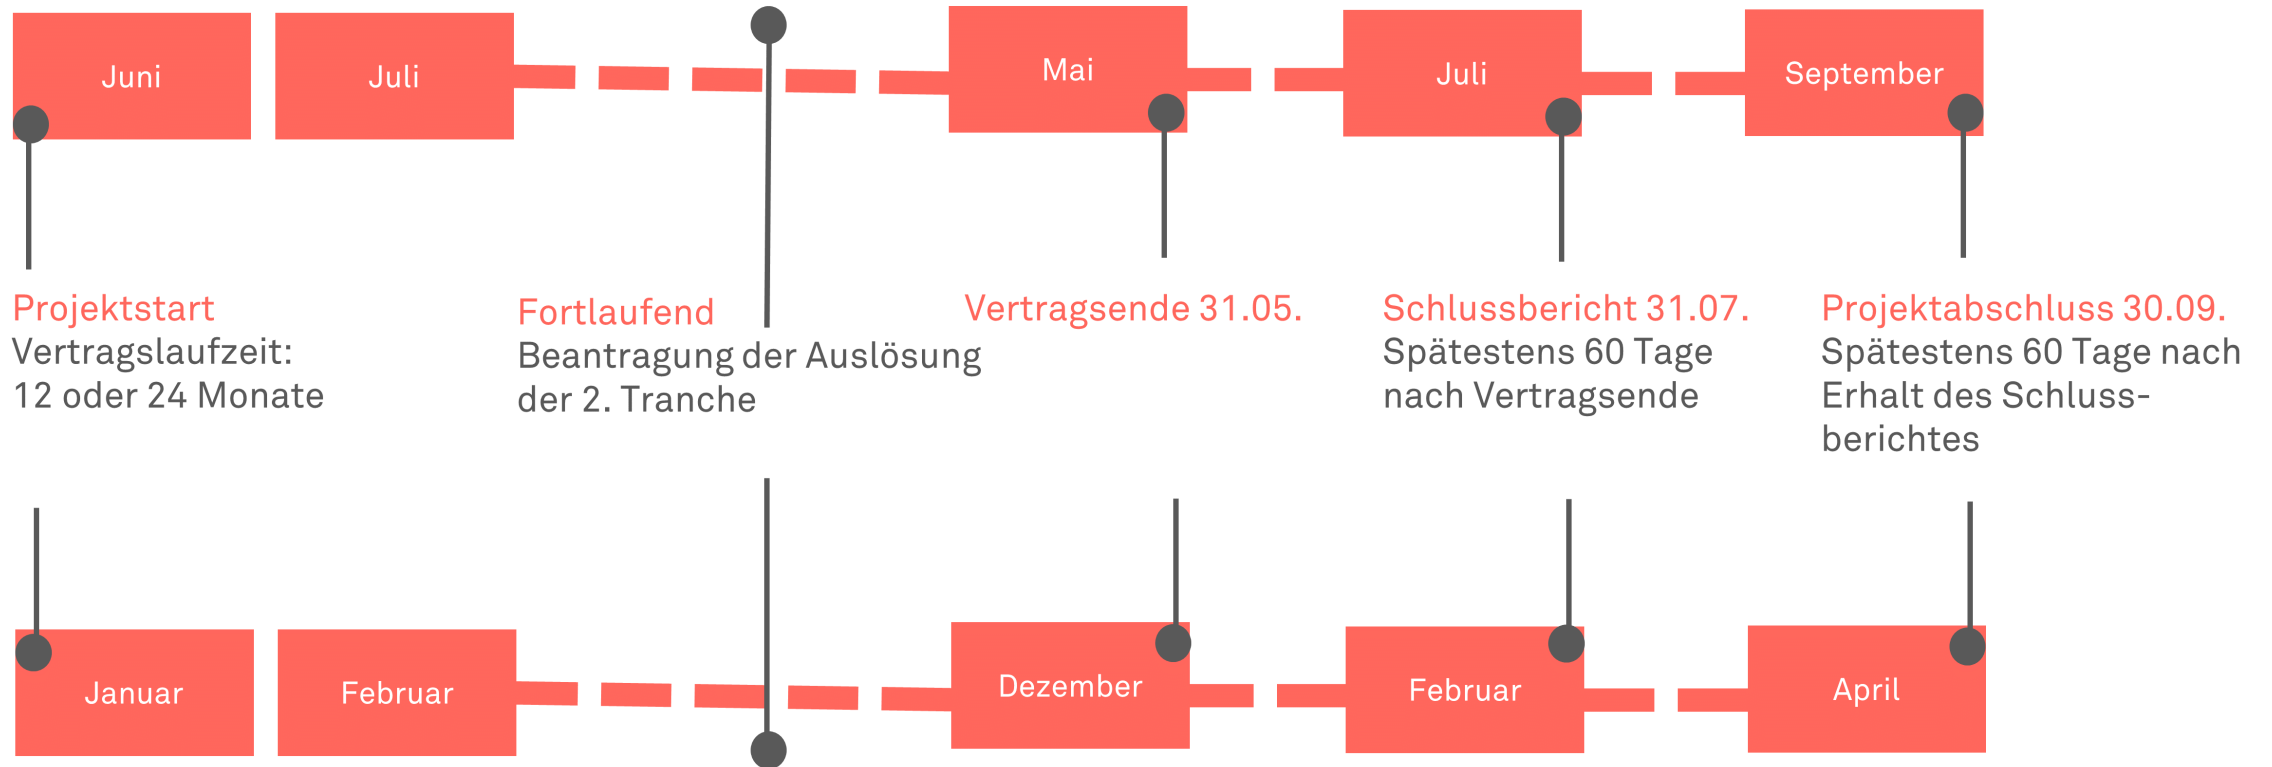 Juni
Juli
Mai
Juli
September
Projektstart
Vertragslaufzeit:
12 oder 24 Monate
Fortlaufend
Beantragung der Auslösung
der 2. Tranche
Vertragsende 31.05.
Schlussbericht 31.07.
Spätestens 60 Tage
nach Vertragsende
Projektabschluss 30.09.
Spätestens 60 Tage nach
Erhalt des Schluss-
berichtes
Januar
Februar
Dezember
Februar
April